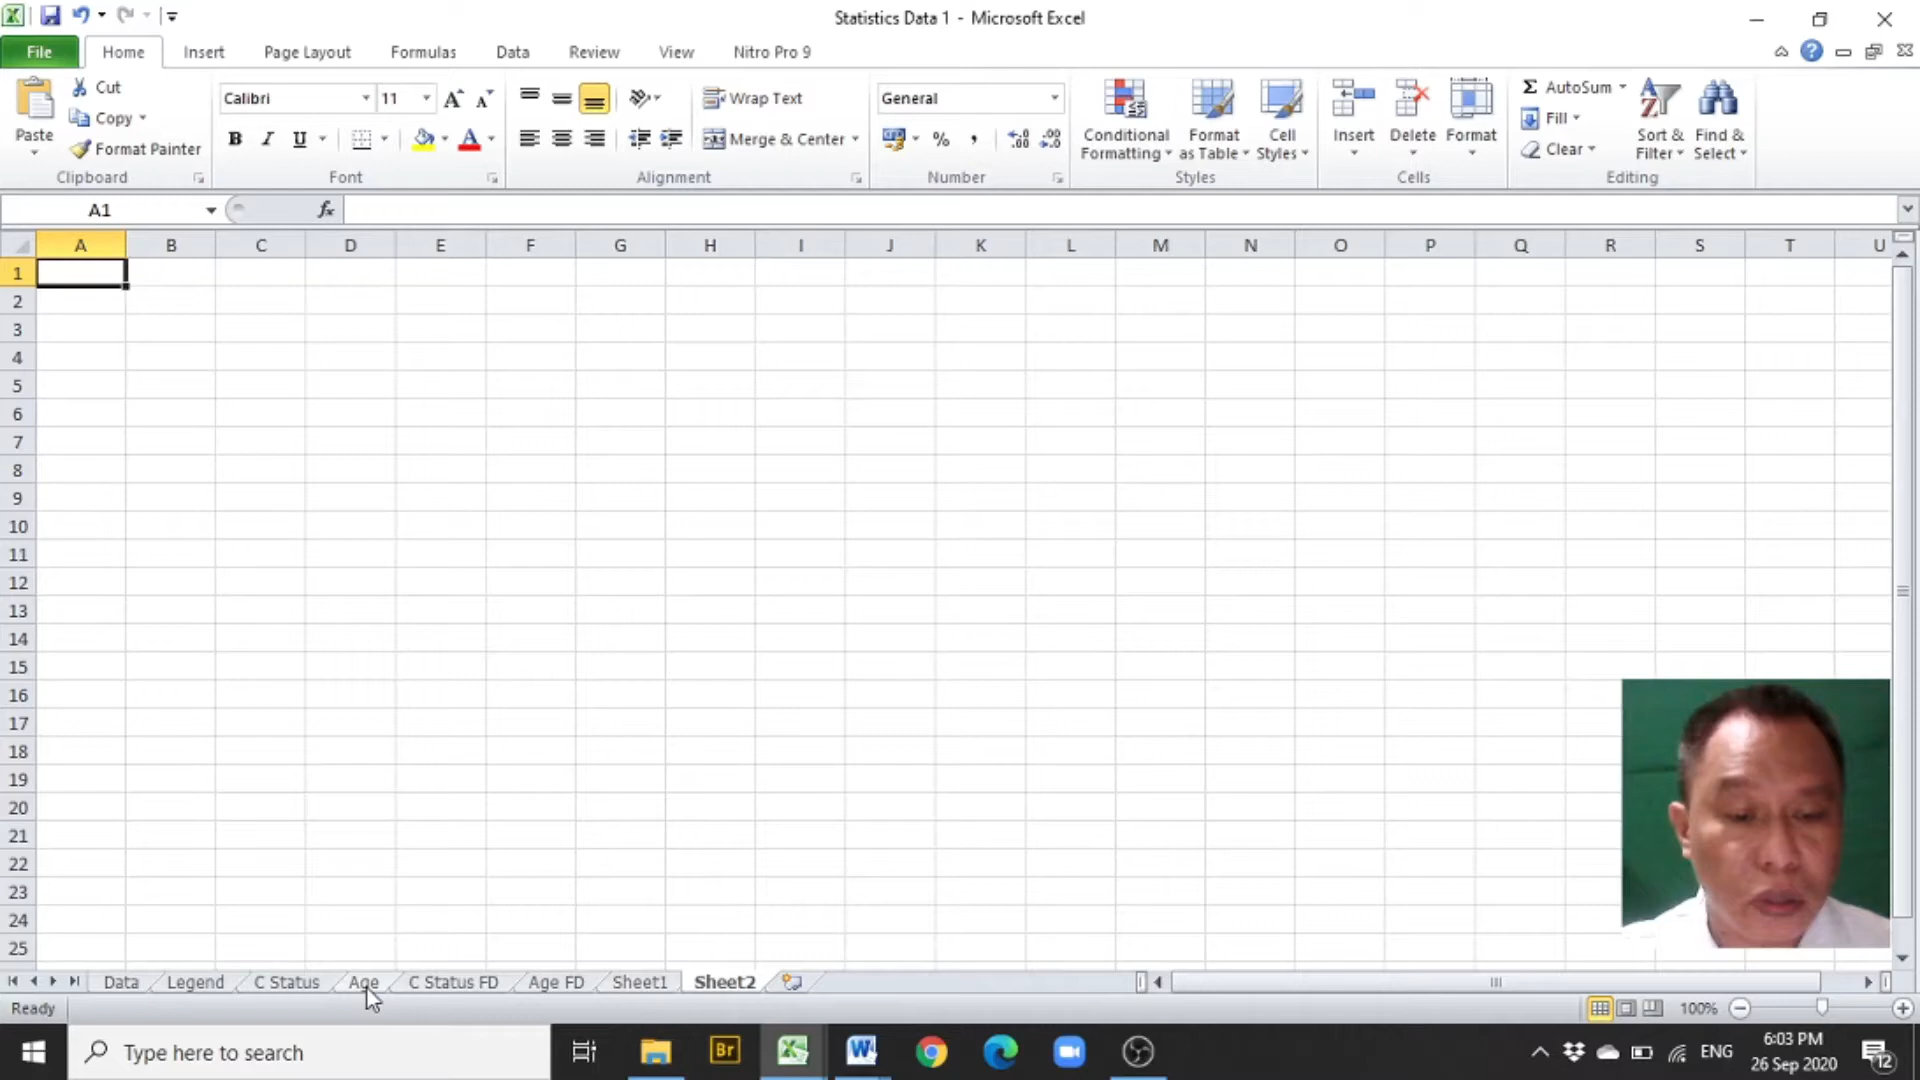 Statistics Data 1 - Microsoft Excel
File Home Insert Page Layout Formulas Data Review View Nitro Pro 9
Paste
Cut
Copy
Format Painter
Clipboard
Calibri 11
B I U
Font
Wrap Text
Merge & Center
Alignment
General
% ,
Number
Conditional Formatting
Format as Table
Cell Styles
Styles
Insert Delete Format
Cells
Σ AutoSum
Fill
Clear
Sort & Filter
Find & Select
Editing
A1 fx
A B C D E F G H I J K L M N O P Q R S T U
1
2
3
4
5
6
7
8
9
10
11
12
13
14
15
16
17
18
19
20
21
22
23
24
25
Data Legend C Status Age C Status FD Age FD Sheet1 Sheet2
Ready 100%
Type here to search
Br
ENG
6:03 PM
26 Sep 2020
12